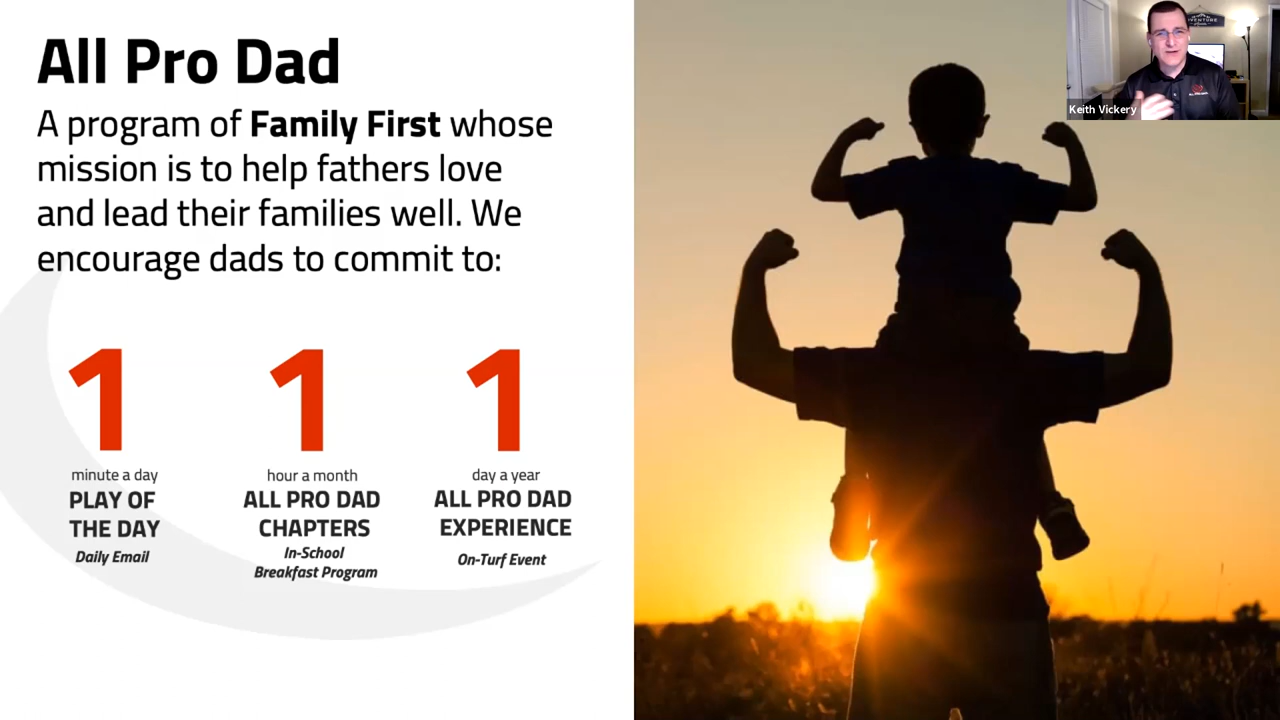 All Pro Dad
A program of Family First whose
mission is to help fathers love
and lead their families well. We
encourage dads to commit to:
1
minute a day
PLAY OF
THE DAY
Daily Email
1
hour a month
ALL PRO DAD
CHAPTERS
In-School
Breakfast Program
1
day a year
ALL PRO DAD
EXPERIENCE
On-Turf Event
Keith Vickery